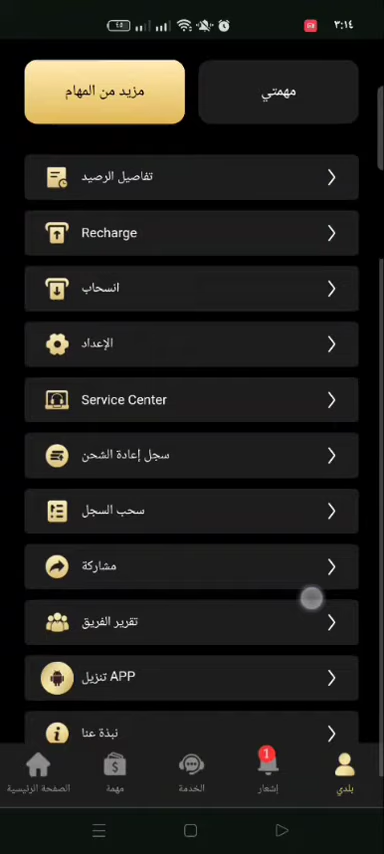 ٣:١٤
مهمتي
مزيد من المهام
تفاصيل الرصيد
Recharge
انسحاب
الإعداد
Service Center
سجل إعادة الشحن
سحب السجل
مشاركة
تقرير الفريق
تنزيل APP
نبذة عنا
1
الصفحة الرئيسية
مهمة
الخدمة
إشعار
بلدي